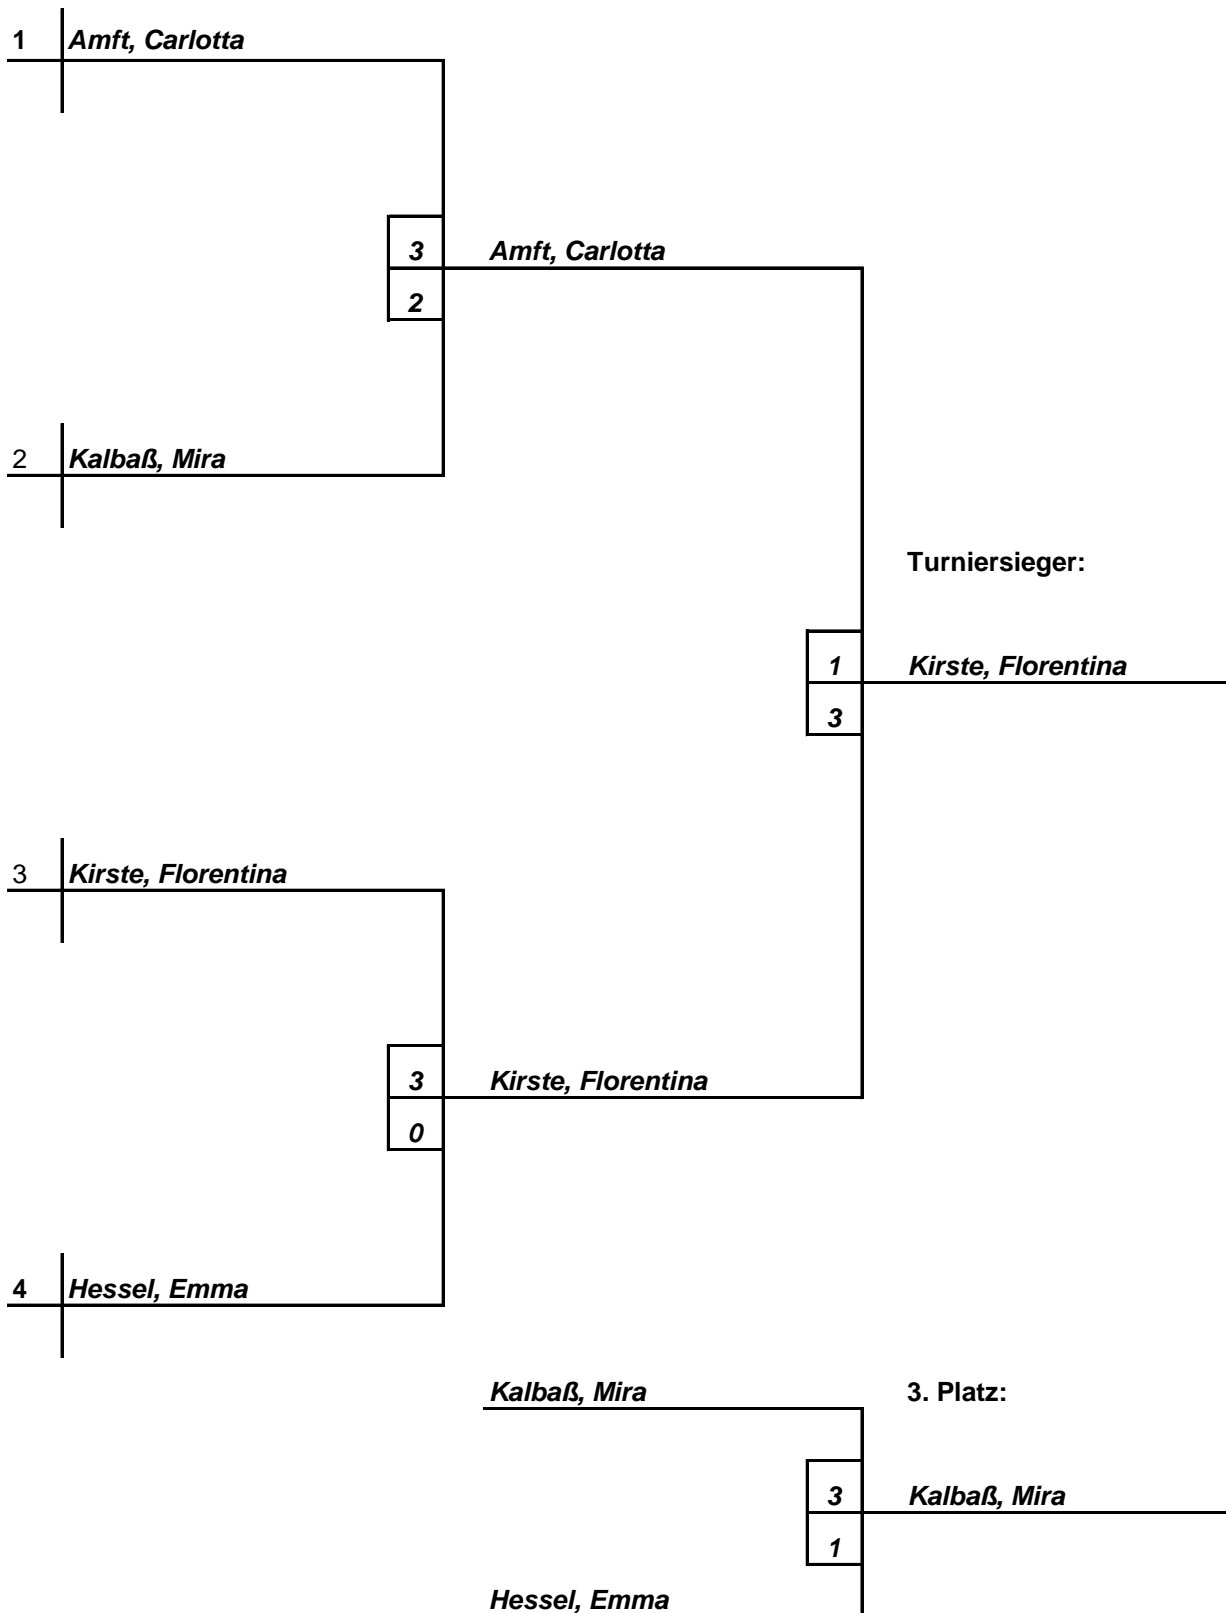 1 Amft, Carlotta
3 Amft, Carlotta
2
2 Kalbaß, Mira
Turniersieger:
1 Kirste, Florentina
3
3 Kirste, Florentina
3 Kirste, Florentina
0
4 Hessel, Emma
Kalbaß, Mira 3. Platz:
3 Kalbaß, Mira
1
Hessel, Emma